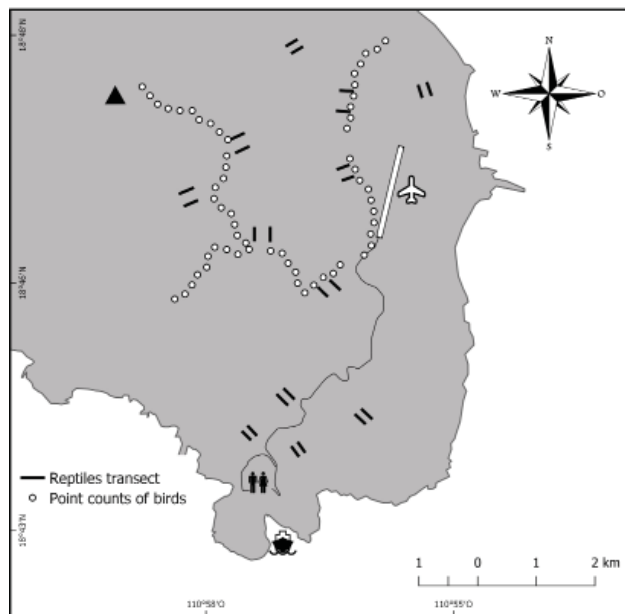 18°48'N
N
W O
S
18°46'N
Reptiles transect
Point counts of birds
18°43'N
1 0 1 2 km
110°58'O 110°55'O